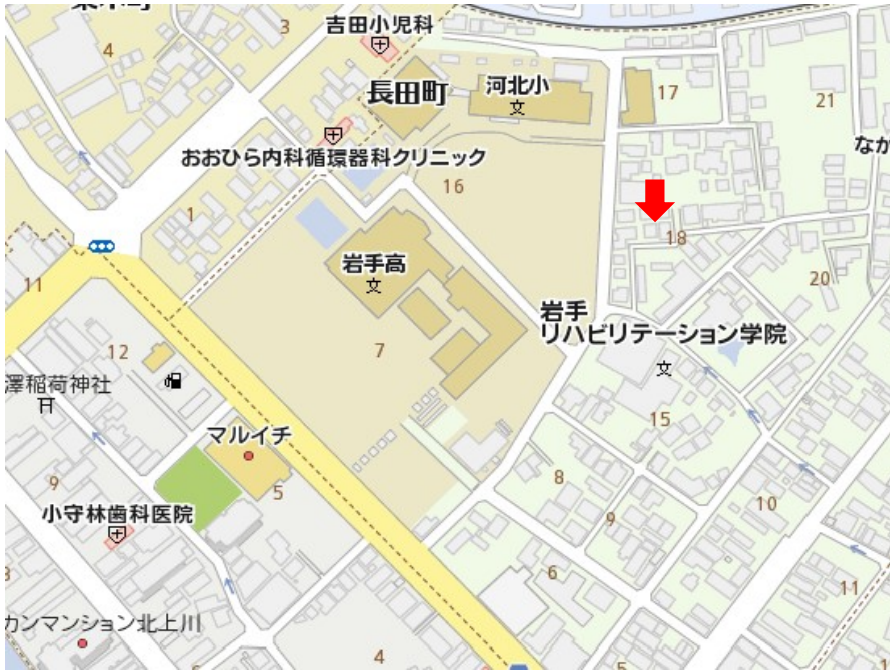 4
3
吉田小児科
長田町
河北小
17
21
なか
おおひら内科循環器科クリニック
16
1
18
岩手高
20
11
岩手
リハビリテーション学院
7
12
澤稲荷神社
15
マルイチ
9
5
8
10
小守林歯科医院
9
6
11
カンマンション北上川
4
5